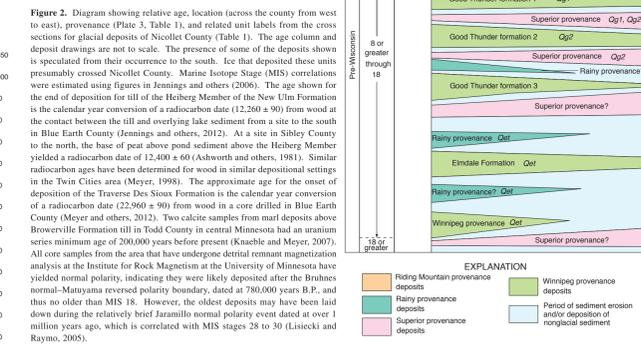 Figure 2. Diagram showing relative age, location (across the county from west
to east), provenance (Plate 3, Table 1), and related unit labels from the cross
sections for glacial deposits of Nicollet County (Table 1). The age column and
deposit drawings are not to scale. The presence of some of the deposits shown
is speculated from their occurrence to the south. Ice that deposited these units
presumably crossed Nicollet County. Marine Isotope Stage (MIS) correlations
were estimated using figures in Jennings and others (2006). The age shown for
the end of deposition for till of the Heiberg Member of the New Ulm Formation
is the calendar year conversion of a radiocarbon date (12,260 ± 90) from wood at
the contact between the till and overlying lake sediment from a site to the south
in Blue Earth County (Jennings and others, 2012). At a site in Sibley County
to the north, the base of peat above pond sediment above the Heiberg Member
yielded a radiocarbon date of 12,400 ± 60 (Ashworth and others, 1981). Similar
radiocarbon ages have been determined for wood in similar depositional settings
in the Twin Cities area (Meyer, 1998). The approximate age for the onset of
deposition of the Traverse Des Sioux Formation is the calendar year conversion
of a radiocarbon date (22,960 ± 90) from wood in a core drilled in Blue Earth
County (Meyer and others, 2012). Two calcite samples from marl deposits above
Browerville Formation till in Todd County in central Minnesota had an uranium
series minimum age of 200,000 years before present (Knaeble and Meyer, 2007).
All core samples from the area that have undergone detrital remnant magnetization
analysis at the Institute for Rock Magnetism at the University of Minnesota have
yielded normal polarity, indicating they were likely deposited after the Bruhnes
normal–Matuyama reversed polarity boundary, dated at 780,000 years B.P., and
thus no older than MIS 18. However, the oldest deposits may have been laid
down during the relatively brief Jaramillo normal polarity event dated at over 1
million years ago, which is correlated with MIS stages 28 to 30 (Lisiecki and
Raymo, 2005).
Pre-Wisconsin
8 or
greater
through
18
18 or
greater
Superior provenance Qg1, Qg2
Good Thunder formation 2 Qg2
Superior provenance Qg2
Rainy provenance
Good Thunder formation 3
Superior provenance?
Rainy provenance Qet
Elmdale Formation Qet
Rainy provenance? Qet
Winnipeg provenance Qet
Superior provenance?
EXPLANATION
Riding Mountain provenance
deposits
Rainy provenance
deposits
Superior provenance
deposits
Winnipeg provenance
deposits
Period of sediment erosion
and/or deposition of
nonglacial sediment